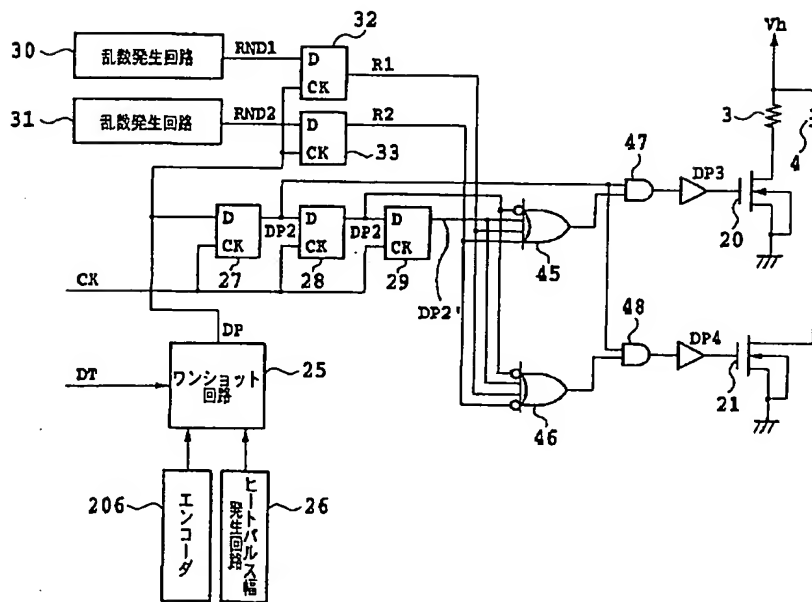 30
乱数発生回路
RND1
32
D
CK
R1
31
乱数発生回路
RND2
D
CK
R2
33
Vh
3
4
47
DP3
20
D
CK
27
DP2
D
CK
28
DP2
D
CK
29
DP2'
45
CK
DP
DT
ワンショット
回路
25
48
DP4
21
46
206
エンコーダ
ヒートパルス幅
発生回路
26